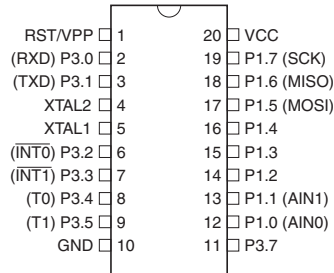 RST/VPP 1 20 VCC
(RXD) P3.0 2 19 P1.7 (SCK)
(TXD) P3.1 3 18 P1.6 (MISO)
XTAL2 4 17 P1.5 (MOSI)
XTAL1 5 16 P1.4
(I̅N̅T̅0̅) P3.2 6 15 P1.3
(I̅N̅T̅1̅) P3.3 7 14 P1.2
(T0) P3.4 8 13 P1.1 (AIN1)
(T1) P3.5 9 12 P1.0 (AIN0)
GND 10 11 P3.7